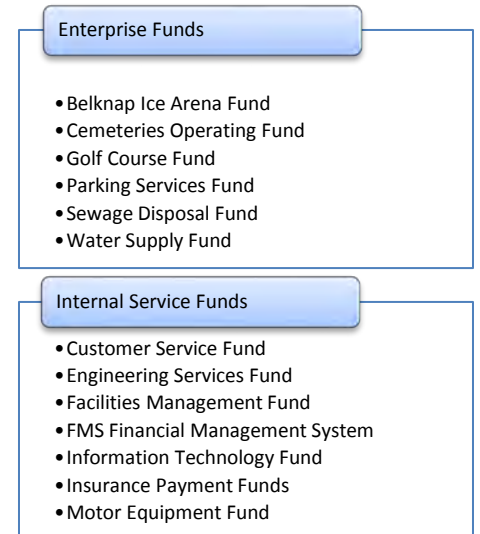 Enterprise Funds
•Belknap Ice Arena Fund
•Cemeteries Operating Fund
•Golf Course Fund
•Parking Services Fund
•Sewage Disposal Fund
•Water Supply Fund
Internal Service Funds
•Customer Service Fund
•Engineering Services Fund
•Facilities Management Fund
•FMS Financial Management System
•Information Technology Fund
•Insurance Payment Funds
•Motor Equipment Fund